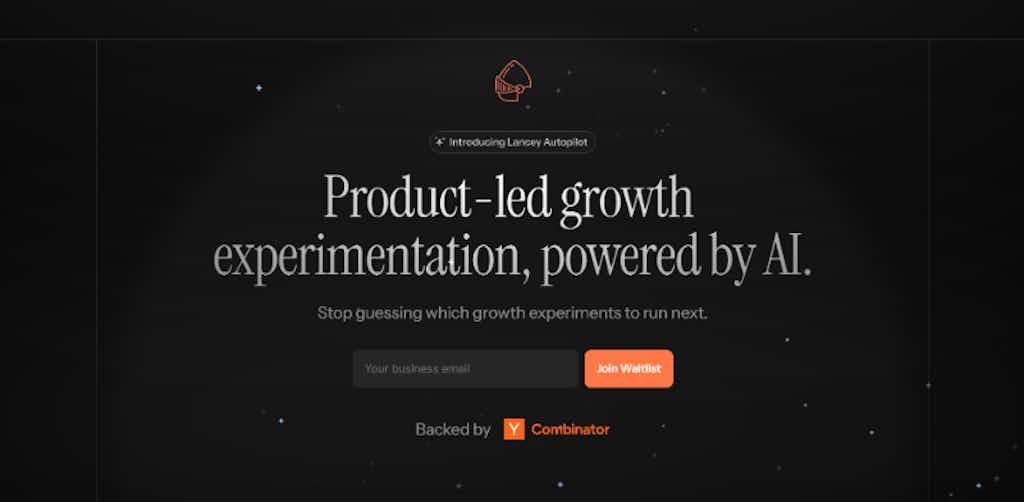 Introducing Lancey Autopilot
Product-led growth
experimentation, powered by AI.
Stop guessing which growth experiments to run next.
Your business email
Join Waitlist
Backed by Y Combinator